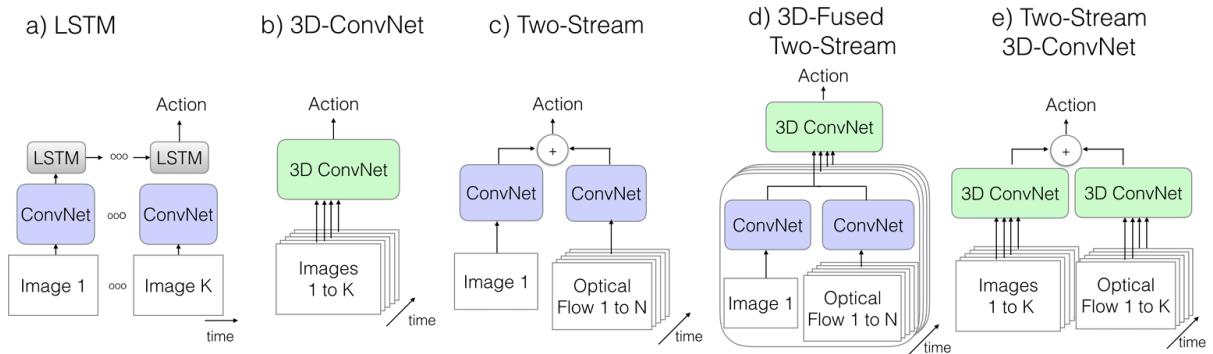 a) LSTM
Action
LSTM
ooo
LSTM
ConvNet
ooo
ConvNet
Image 1
ooo
Image K
time
b) 3D-ConvNet
Action
3D ConvNet
Images
1 to K
time
c) Two-Stream
Action
+
ConvNet
ConvNet
Image 1
Optical
Flow 1 to N
time
d) 3D-Fused
Two-Stream
Action
3D ConvNet
ConvNet
ConvNet
Image 1
Optical
Flow 1 to N
time
e) Two-Stream
3D-ConvNet
Action
+
3D ConvNet
3D ConvNet
Images
1 to K
Optical
Flow 1 to K
time